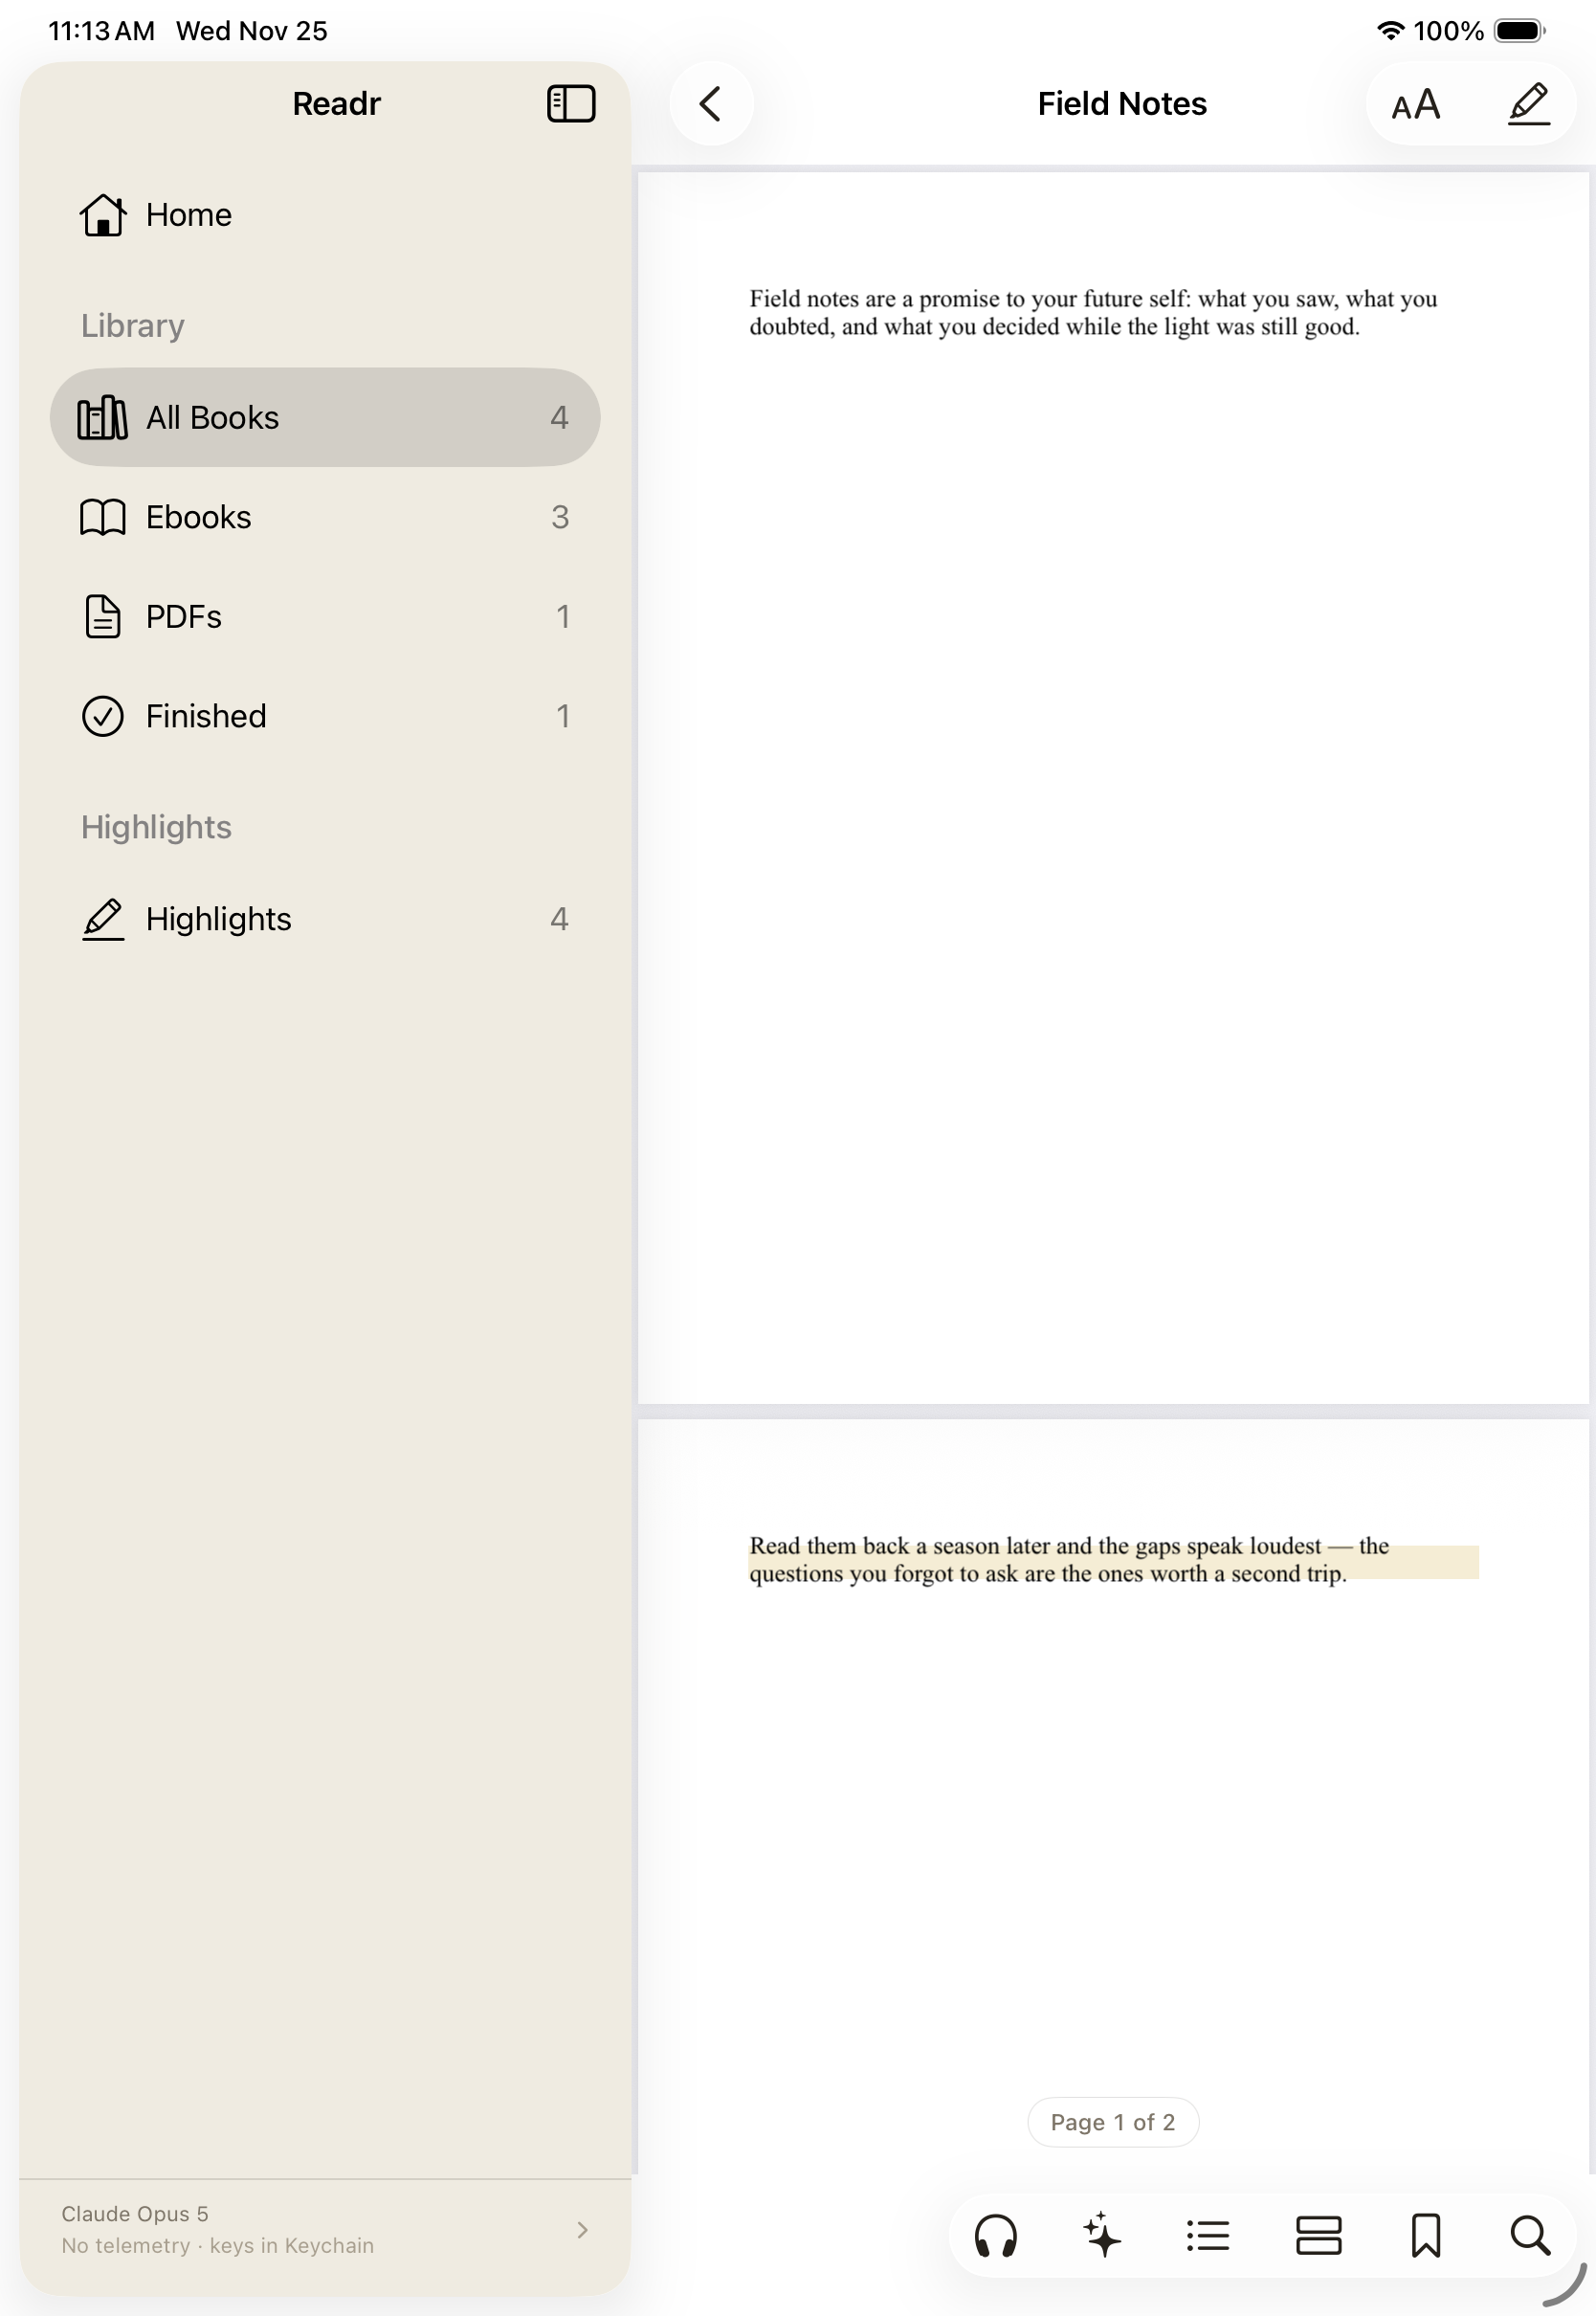 11:13 AM Wed Nov 25
100%
Readr
Home
Library
All Books 4
Ebooks 3
PDFs 1
Finished 1
Highlights
Highlights 4
Claude Opus 5
No telemetry · keys in Keychain
Field Notes
AA
Field notes are a promise to your future self: what you saw, what you
doubted, and what you decided while the light was still good.
Read them back a season later and the gaps speak loudest — the
questions you forgot to ask are the ones worth a second trip.
Page 1 of 2